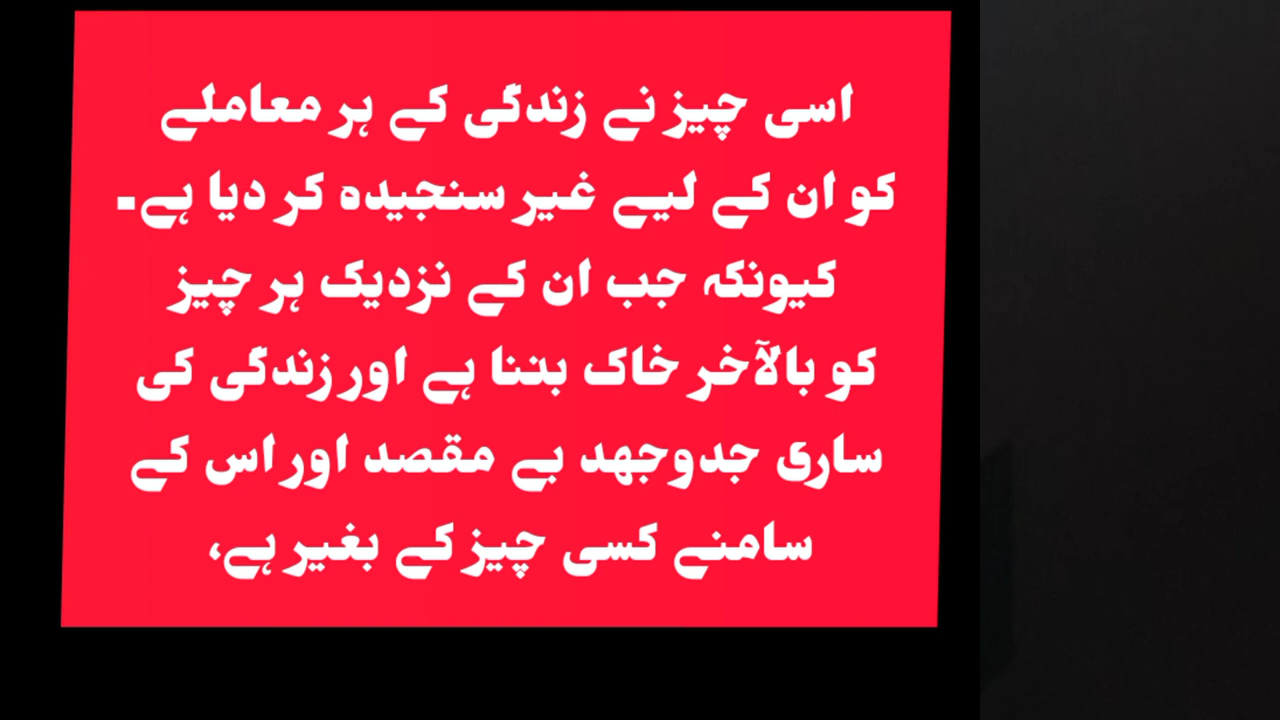 اسی چیز نے زندگی کے ہر معاملے
کو ان کے لیے غیر سنجیدہ کر دیا ہے۔
کیونکہ جب ان کے نزدیک ہر چیز
کو بالآخر خاک بننا ہے اور زندگی کی
ساری جدوجھد بے مقصد اور اس کے
سامنے کسی چیز کے بغیر ہے،